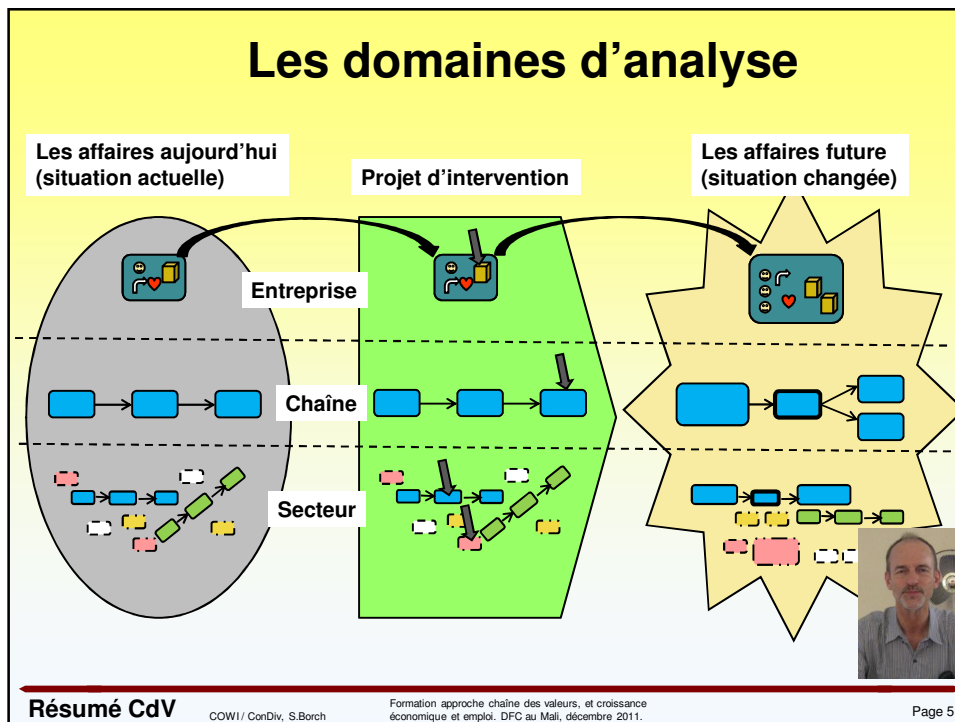 Les domaines d'analyse
Les affaires aujourd'hui
(situation actuelle)
Projet d'intervention
Les affaires future
(situation changée)
Entreprise
Chaîne
Secteur
Résumé CdV
COWI / ConDiv, S.Borch
Formation approche chaîne des valeurs, et croissance
économique et emploi. DFC au Mali, décembre 2011.
Page 5